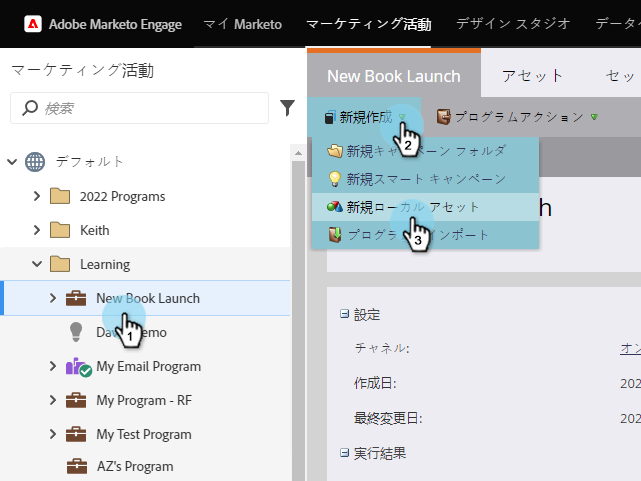 Adobe Marketo Engage マイ Marketo マーケティング活動 デザイン スタジオ データ
マーケティング活動
検索
デフォルト
2022 Programs
Keith
Learning
New Book Launch
1
Demo
My Email Program
My Program - RF
My Test Program
AZ's Program
New Book Launch アセット セッ
新規作成 2 プログラムアクション
新規キャンペーン フォルダ
新規スマート キャンペーン
新規ローカル アセット
3
プログラム インポート
h
設定
チャネル: オン
作成日: 202
最終変更日: 202
実行結果